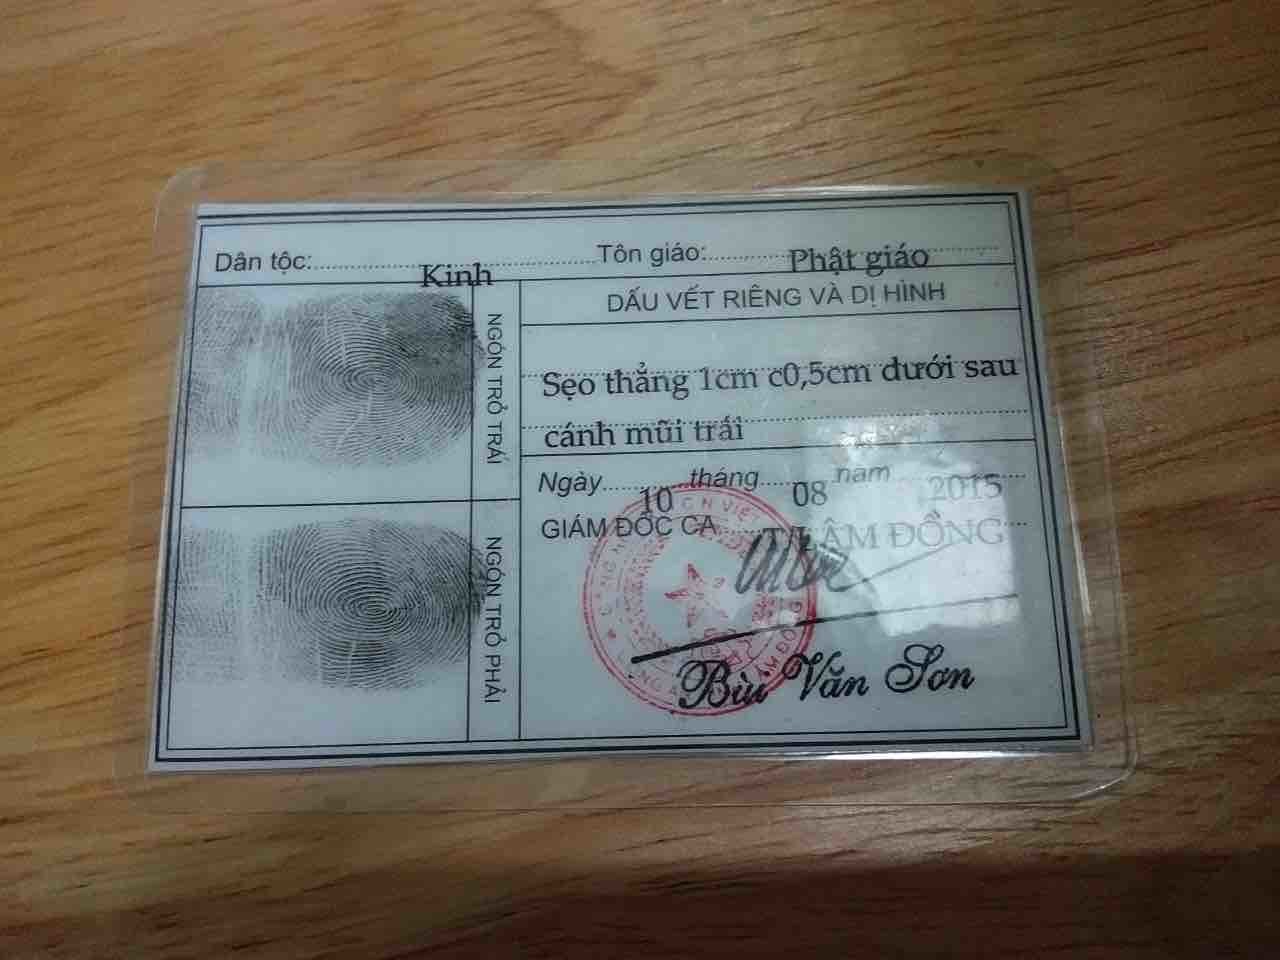 Dân tộc: Kinh Tôn giáo: Phật giáo
NGÓN TRỎ TRÁI
NGÓN TRỎ PHẢI
DẤU VẾT RIÊNG VÀ DỊ HÌNH
Sẹo thẳng 1cm c0,5cm dưới sau
cánh mũi trái
Ngày 10 tháng 08 năm 2015
GIÁM ĐỐC CA T/LÂM ĐỒNG
Bùi Văn Sơn